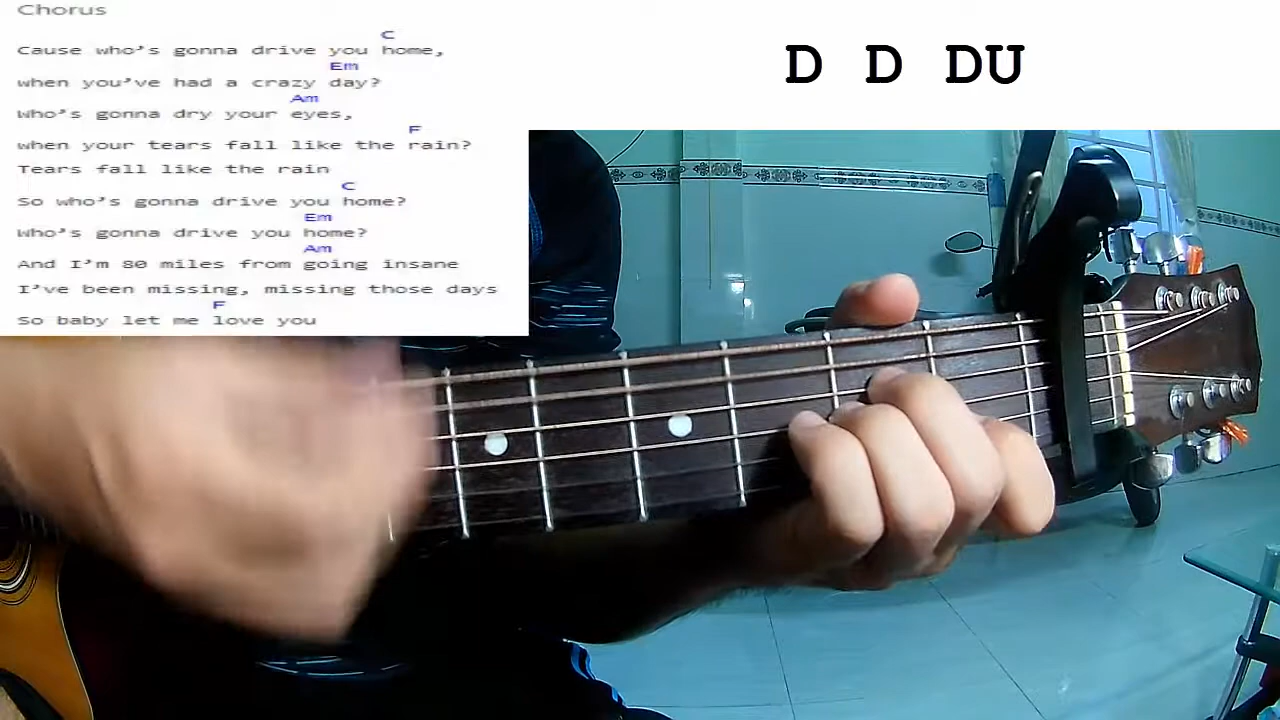 Chorus
C
Cause who's gonna drive you home,
Em
when you've had a crazy day?
Am
Who's gonna dry your eyes,
F
when your tears fall like the rain?
Tears fall like the rain
C
So who's gonna drive you home?
Em
Who's gonna drive you home?
Am
And I'm 80 miles from going insane
I've been missing, missing those days
F
So baby let me love you
D D DU